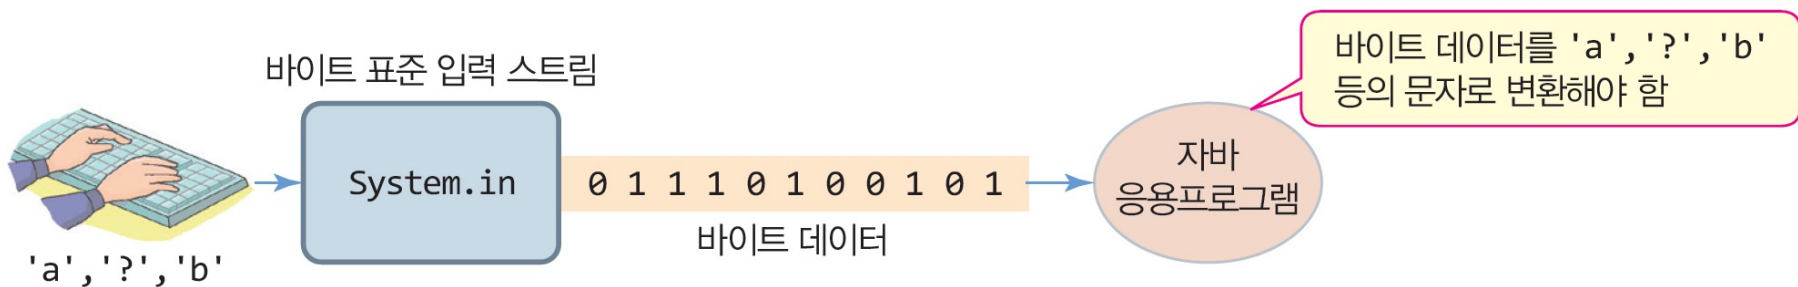 바이트 표준 입력 스트림
'a','?','b'
System.in
0 1 1 1 0 1 0 0 1 0 1
바이트 데이터
자바
응용프로그램
바이트 데이터를 'a','?','b'
등의 문자로 변환해야 함